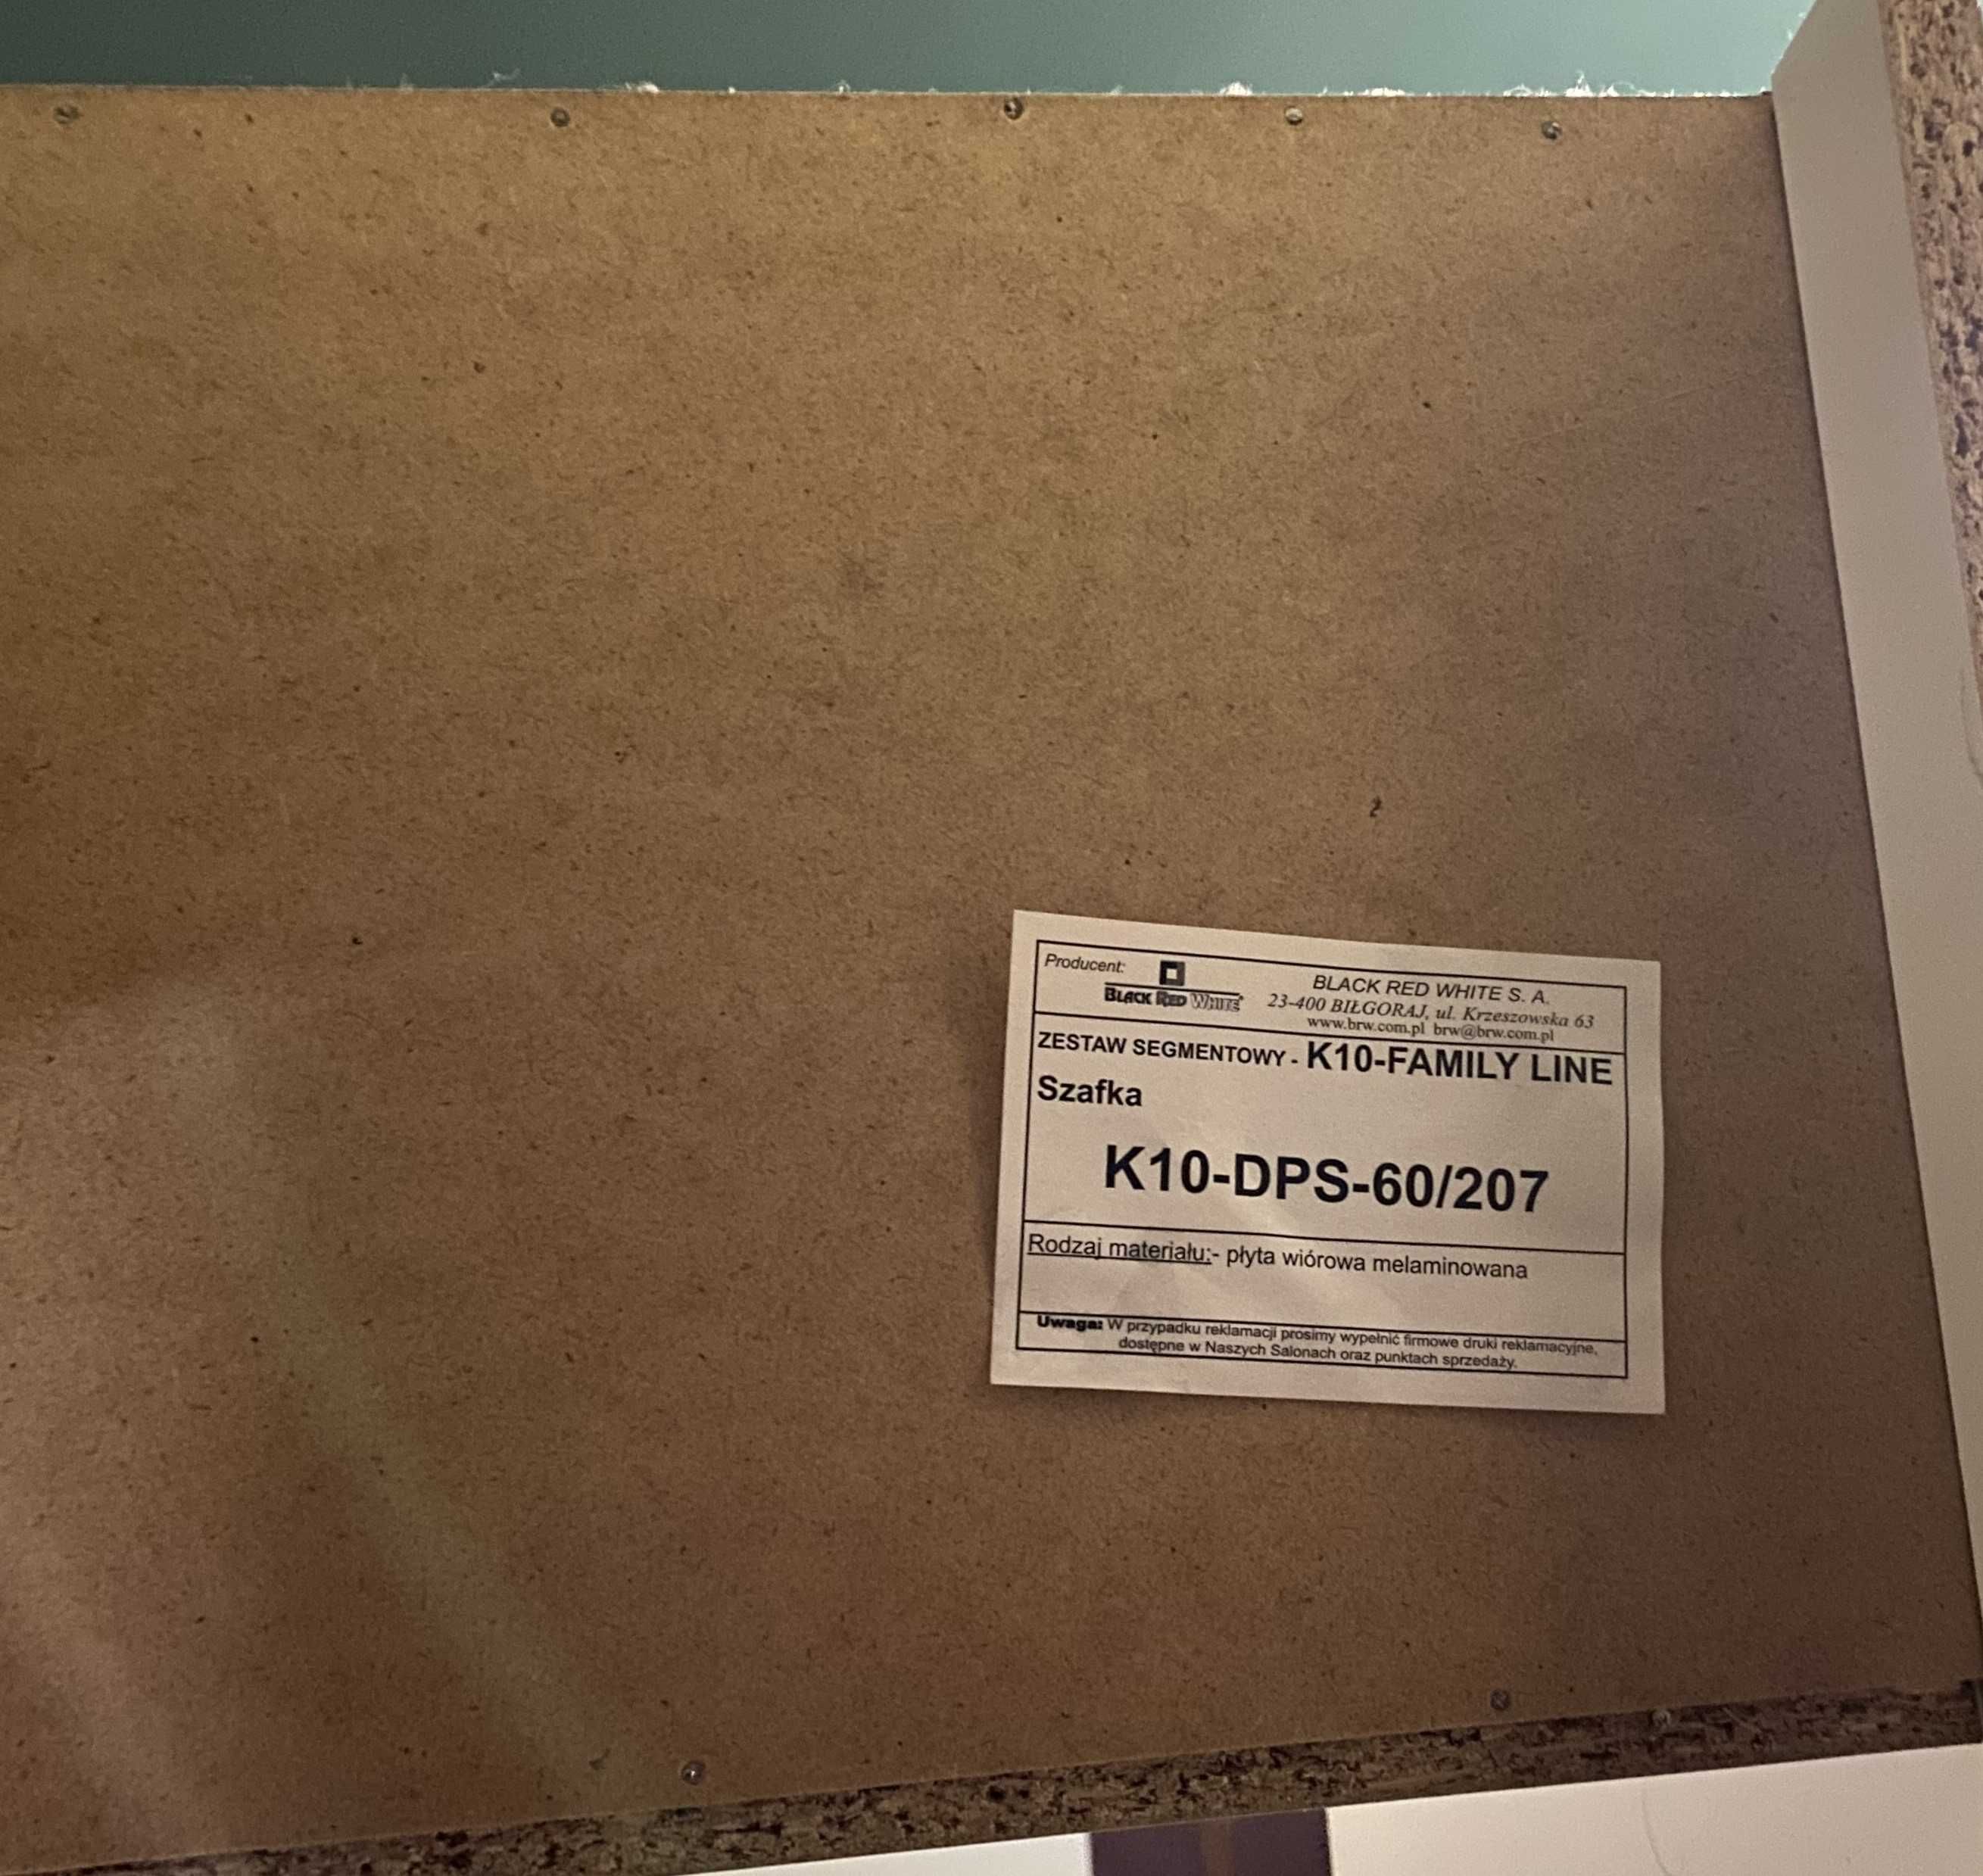 Producent:
BLACK RED WHITE
BLACK RED WHITE S. A.
23-400 BIŁGORAJ, ul. Krzeszowska 63
www.brw.com.pl brw@brw.com.pl
ZESTAW SEGMENTOWY - K10-FAMILY LINE
Szafka
K10-DPS-60/207
Rodzaj materiału:- płyta wiórowa melaminowana
Uwaga: W przypadku reklamacji prosimy wypełnić firmowe druki reklamacyjne,
dostępne w Naszych Salonach oraz punktach sprzedaży.